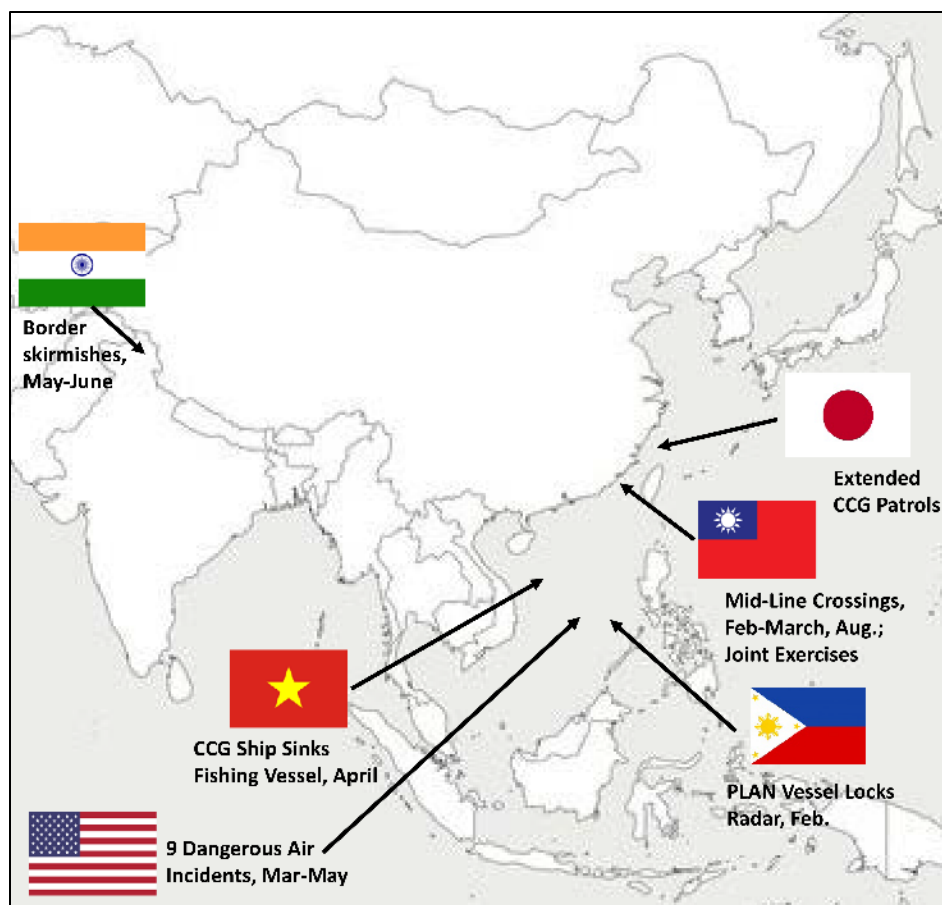 Border
skirmishes,
May-June
Extended
CCG Patrols
Mid-Line Crossings,
Feb-March, Aug.;
Joint Exercises
CCG Ship Sinks
Fishing Vessel, April
PLAN Vessel Locks
Radar, Feb.
9 Dangerous Air
Incidents, Mar-May